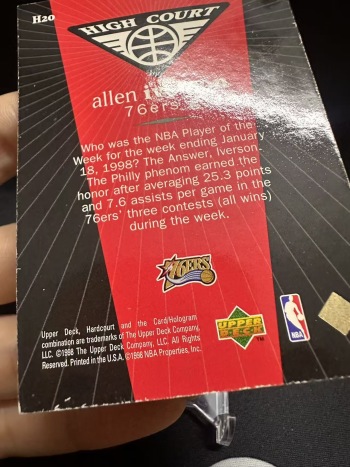 H20
HIGH COURT
allen
76ers
Who was the NBA Player of the
Week for the week ending January
18, 1998? The Answer, Iverson.
The Philly phenom earned the
honor after averaging 25.3 points
and 7.6 assists per game in the
76ers' three contests (all wins)
during the week.
76ERS
Upper Deck, Hardcourt and the Card/Hologram
combination are trademarks of The Upper Deck Company,
LLC. ©1998 The Upper Deck Company, LLC. All Rights
Reserved. Printed in the U.S.A. ©1998 NBA Properties, Inc.
UPPER
DECK
TM
NBA